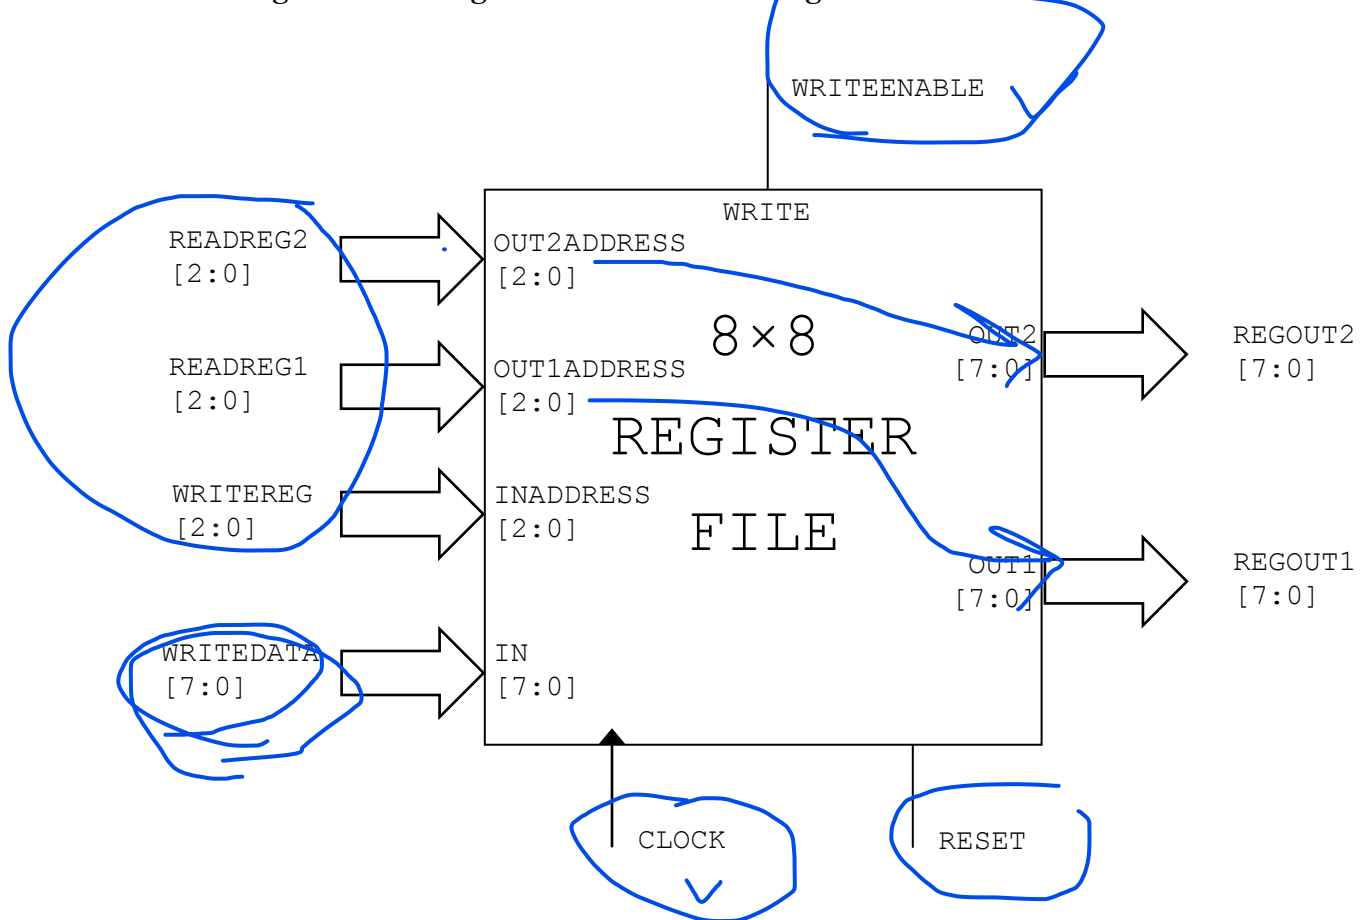 WRITEENABLE
WRITE
READREG2
[2:0]
OUT2ADDRESS
[2:0]
8×8
OUT2
[7:0]
REGOUT2
[7:0]
READREG1
[2:0]
OUT1ADDRESS
[2:0]
REGISTER
WRITEREG
[2:0]
INADDRESS
[2:0]
FILE
OUT1
[7:0]
REGOUT1
[7:0]
WRITEDATA
[7:0]
IN
[7:0]
CLOCK
RESET